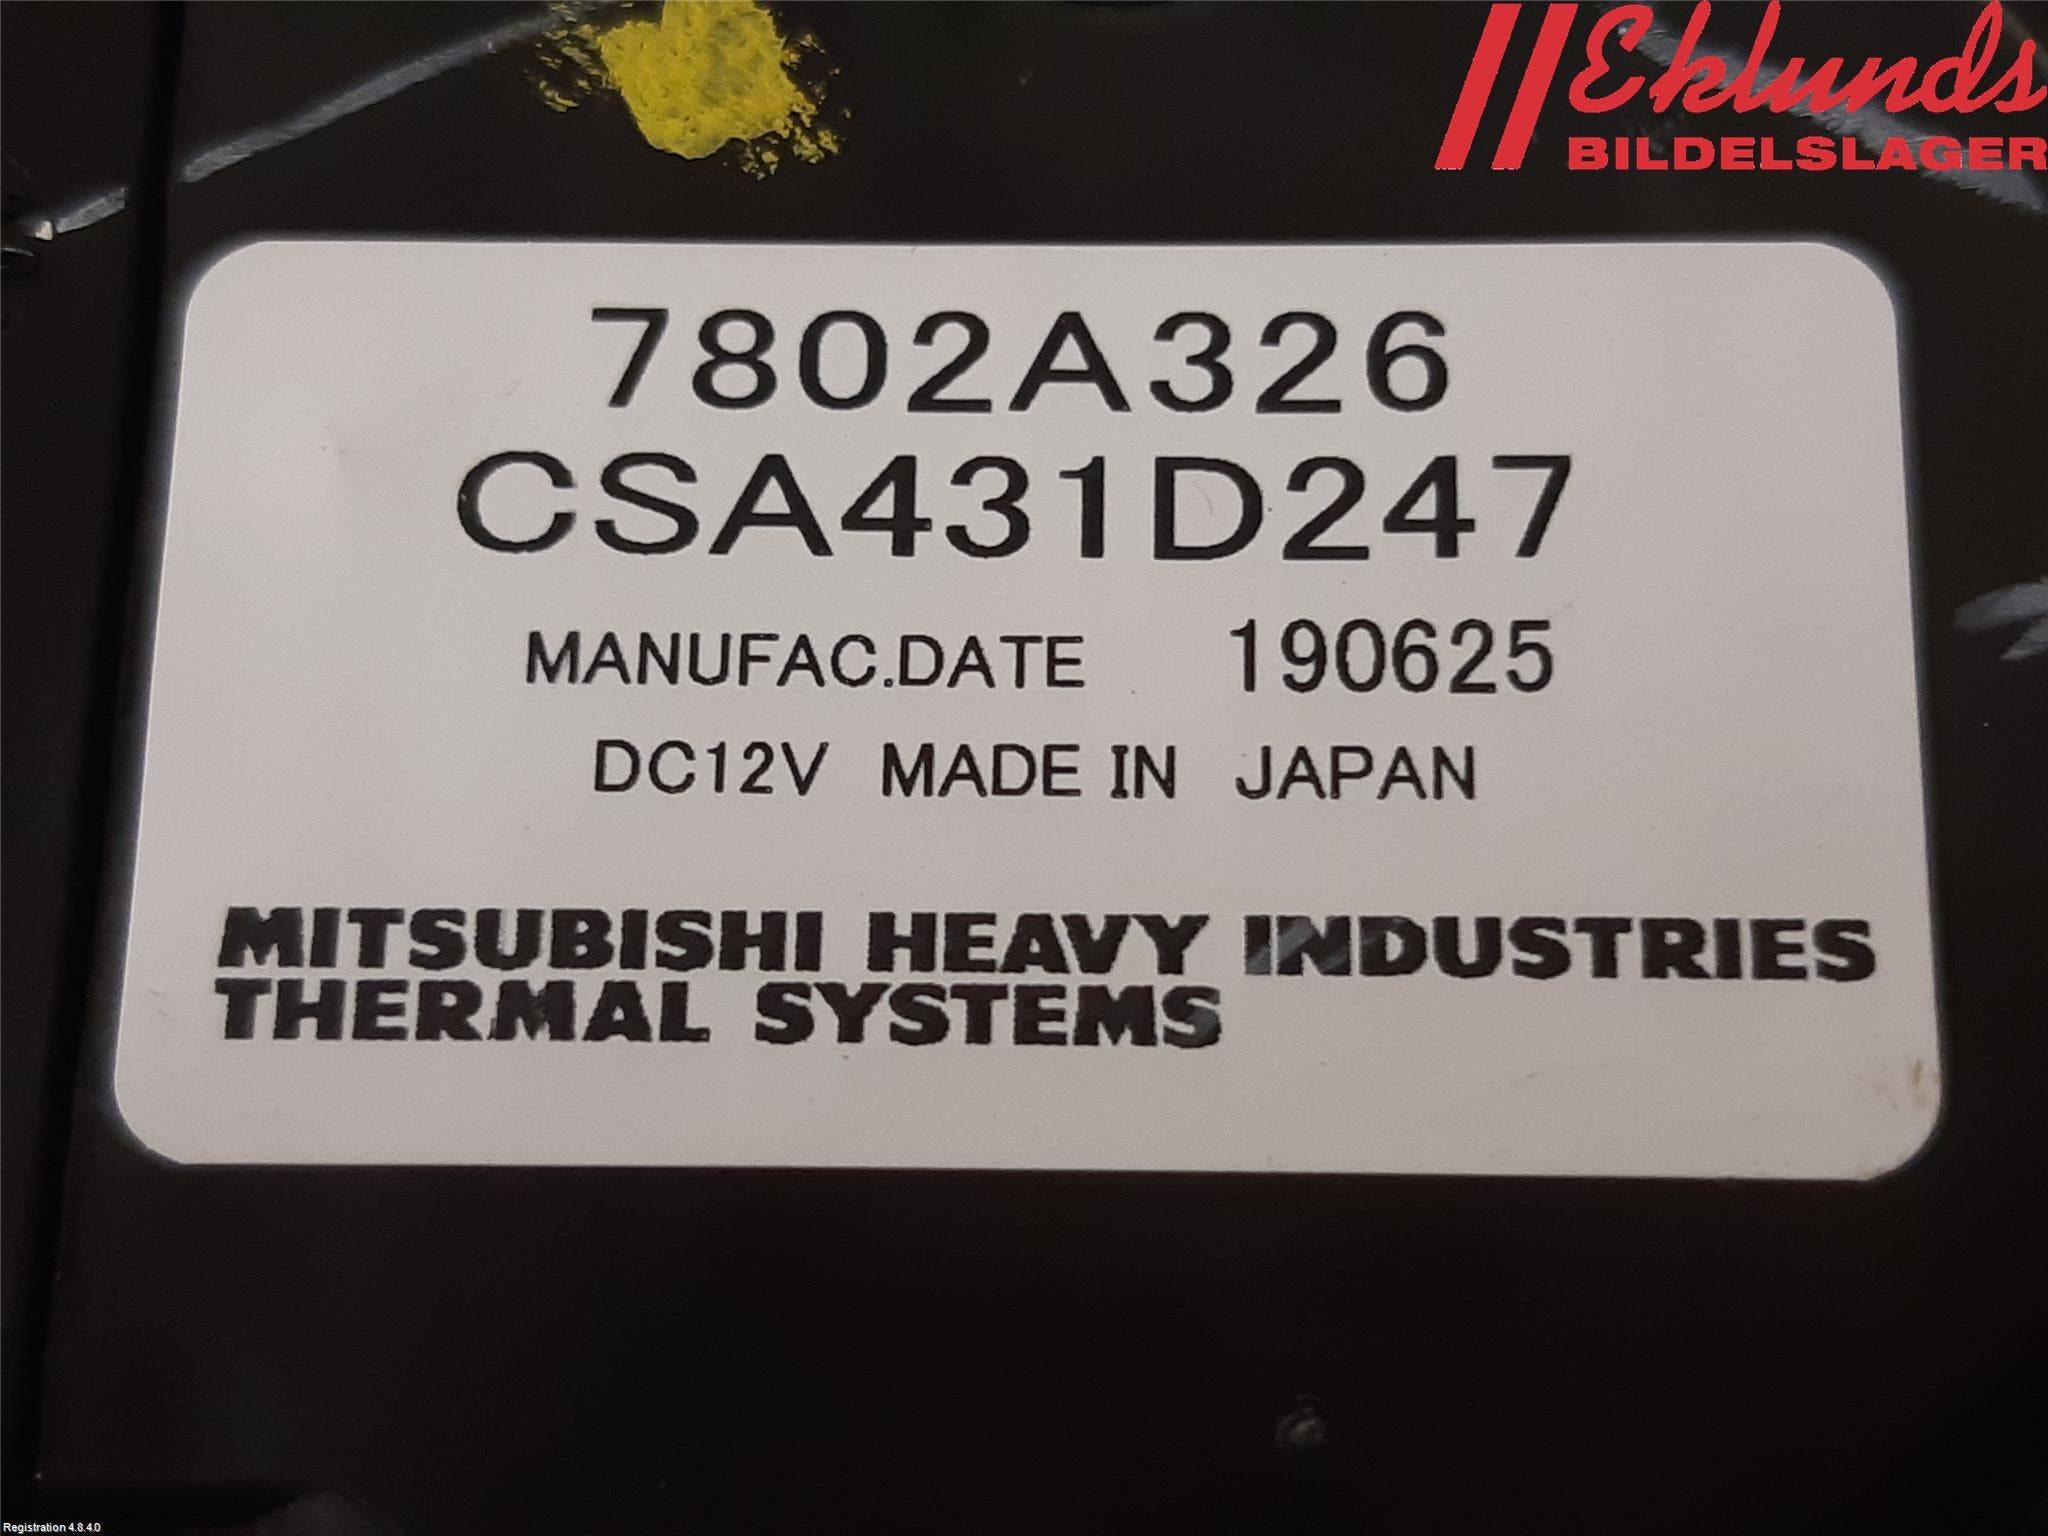 Eklunds
BILDELSLAGER
7802A326
CSA431D247
MANUFAC.DATE 190625
DC12V MADE IN JAPAN
MITSUBISHI HEAVY INDUSTRIES
THERMAL SYSTEMS
Registration 4.8.4.0